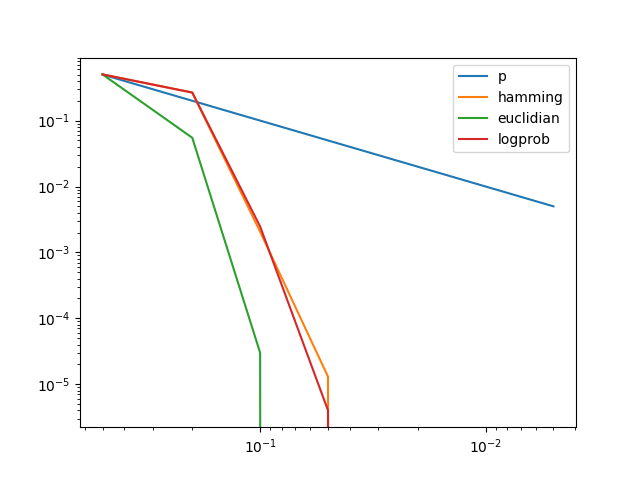 p
hamming
euclidian
logprob
10⁻¹
10⁻²
10⁻³
10⁻⁴
10⁻⁵
10⁻¹
10⁻²